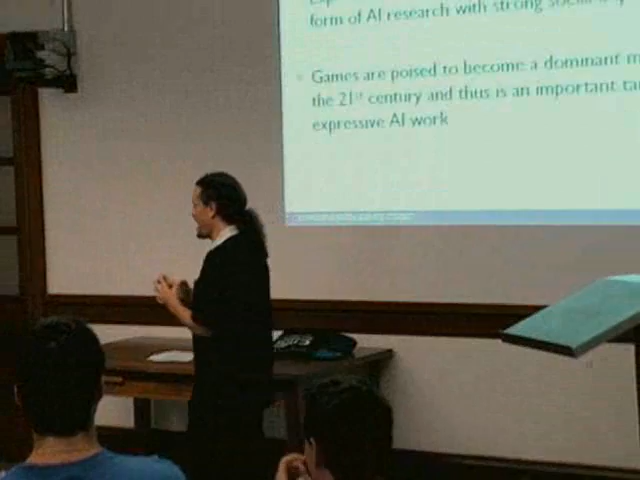 form of AI research with strong
Games are poised to become a dominant
the 21st century and thus is an important
expressive AI work